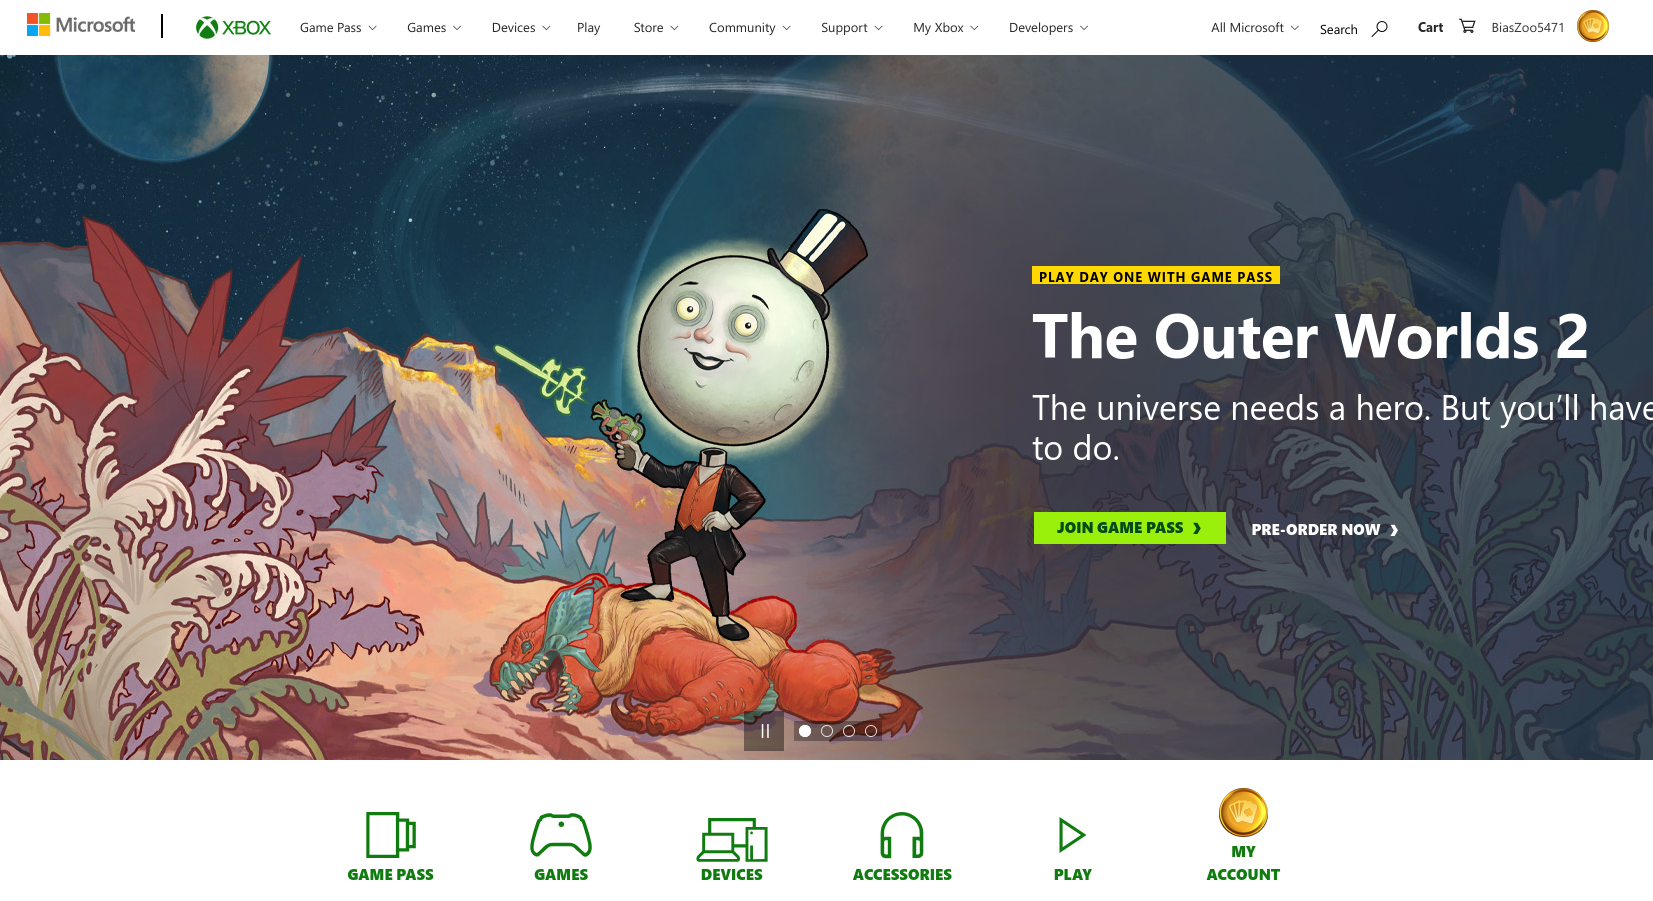 Microsoft
XBOX
Game Pass
Games
Devices
Play
Store
Community
Support
My Xbox
Developers
All Microsoft
Search
Cart
BiasZoo5471
PLAY DAY ONE WITH GAME PASS
The Outer Worlds 2
The universe needs a hero. But you’ll have
to do.
JOIN GAME PASS
PRE-ORDER NOW
GAME PASS
GAMES
DEVICES
ACCESSORIES
PLAY
MY
ACCOUNT